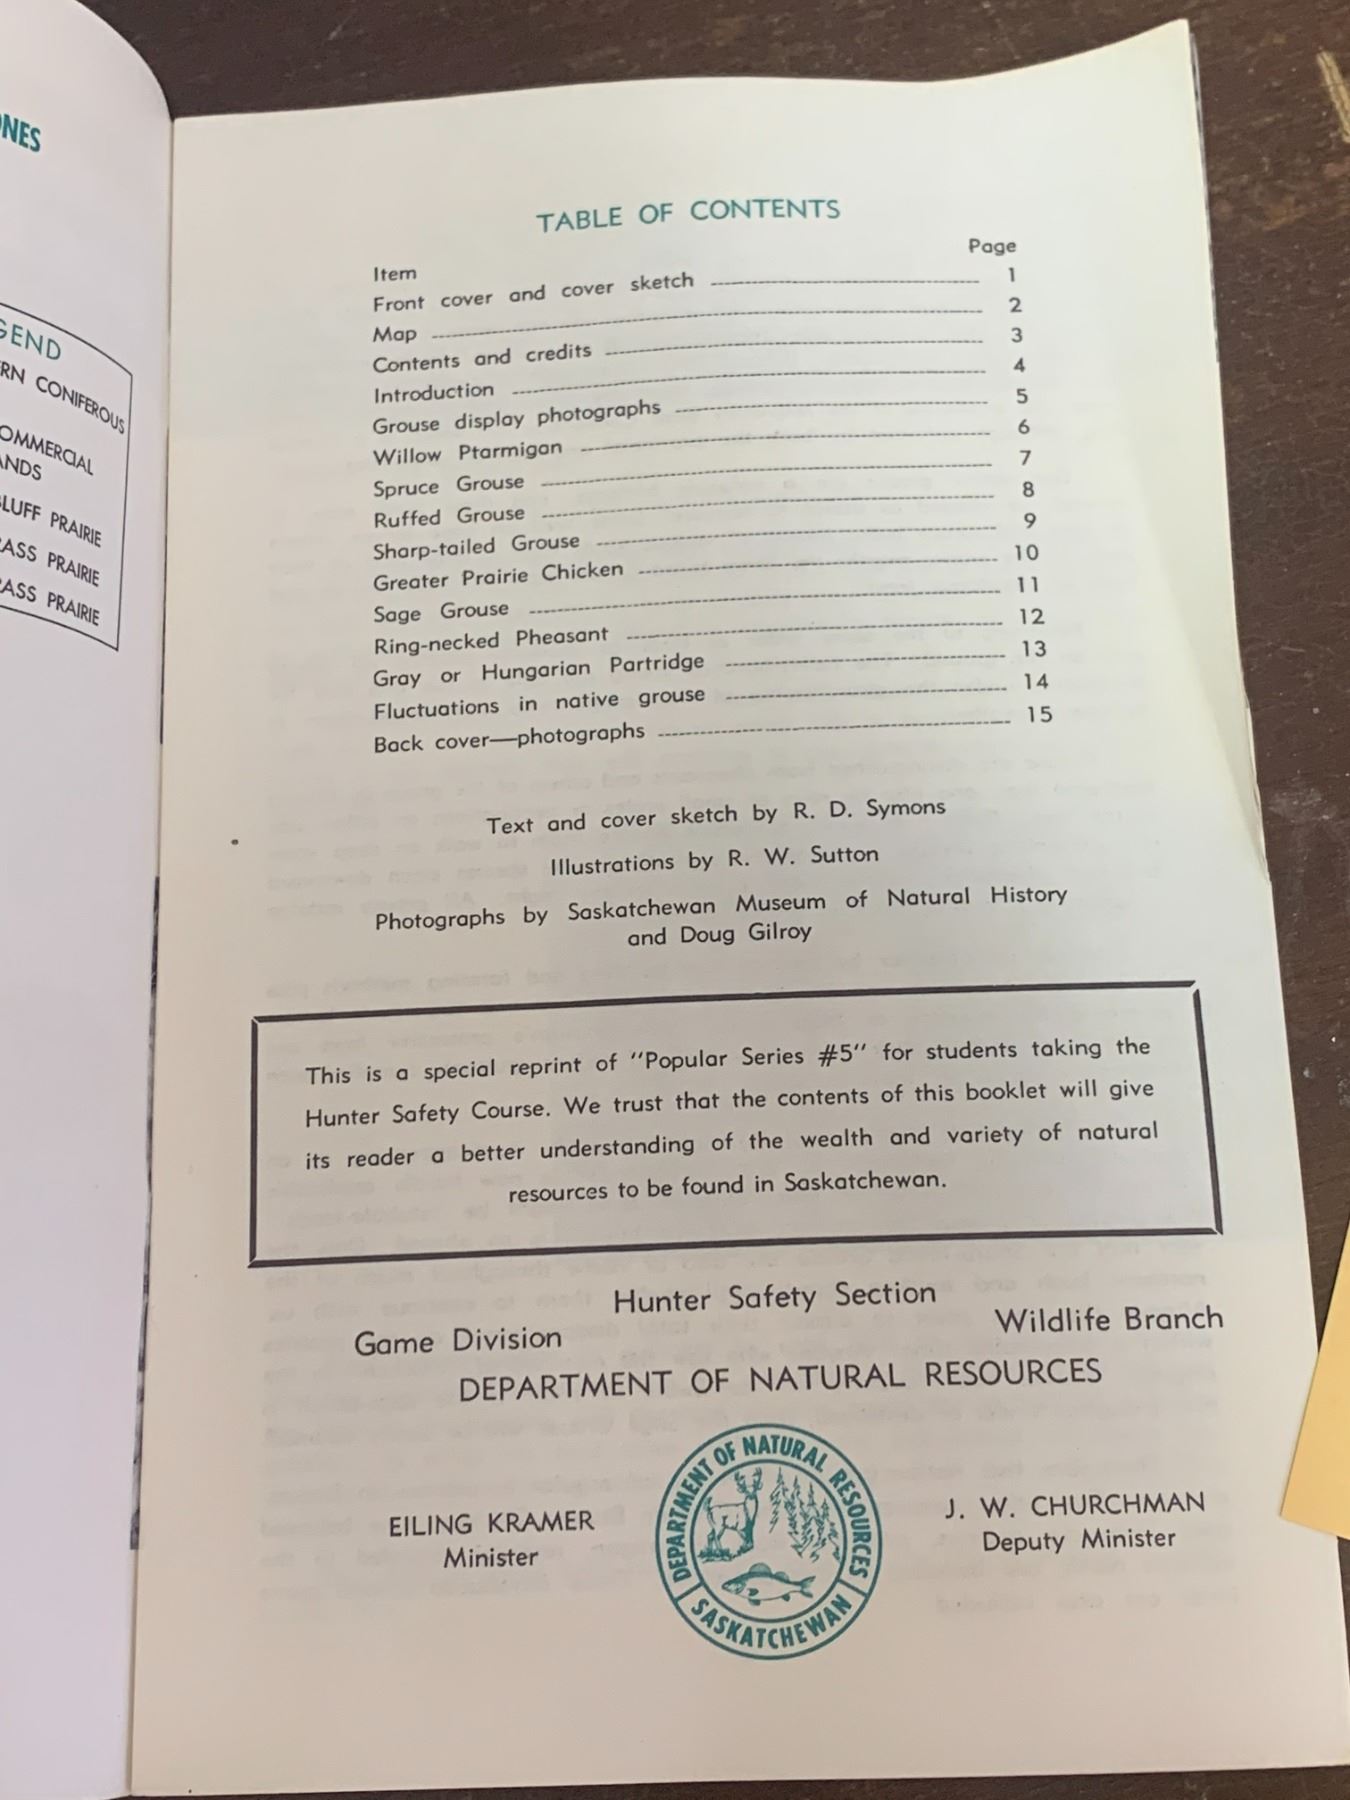 GEND
CONIFEROUS
PRAIRIE
PRAIRIE
PRAIRIE
TABLE OF CONTENTS
Item Page
Front cover and cover sketch 1
Map 2
Contents and credits 3
Introduction 4
Grouse display photographs 5
Willow Ptarmigan 6
Spruce Grouse 7
Ruffed Grouse 8
Sharp-tailed Grouse 9
Greater Prairie Chicken 10
Sage Grouse 11
Ring-necked Pheasant 12
Gray or Hungarian Partridge 13
Fluctuations in native grouse 14
Back cover—photographs 15
Text and cover sketch by R. D. Symons
Illustrations by R. W. Sutton
Photographs by Saskatchewan Museum of Natural History
and Doug Gilroy
This is a special reprint of "Popular Series #5" for students taking the
Hunter Safety Course. We trust that the contents of this booklet will give
its reader a better understanding of the wealth and variety of natural
resources to be found in Saskatchewan.
Hunter Safety Section
Game Division Wildlife Branch
DEPARTMENT OF NATURAL RESOURCES
EILING KRAMER
Minister
DEPARTMENT OF NATURAL RESOURCES
SASKATCHEWAN
J. W. CHURCHMAN
Deputy Minister